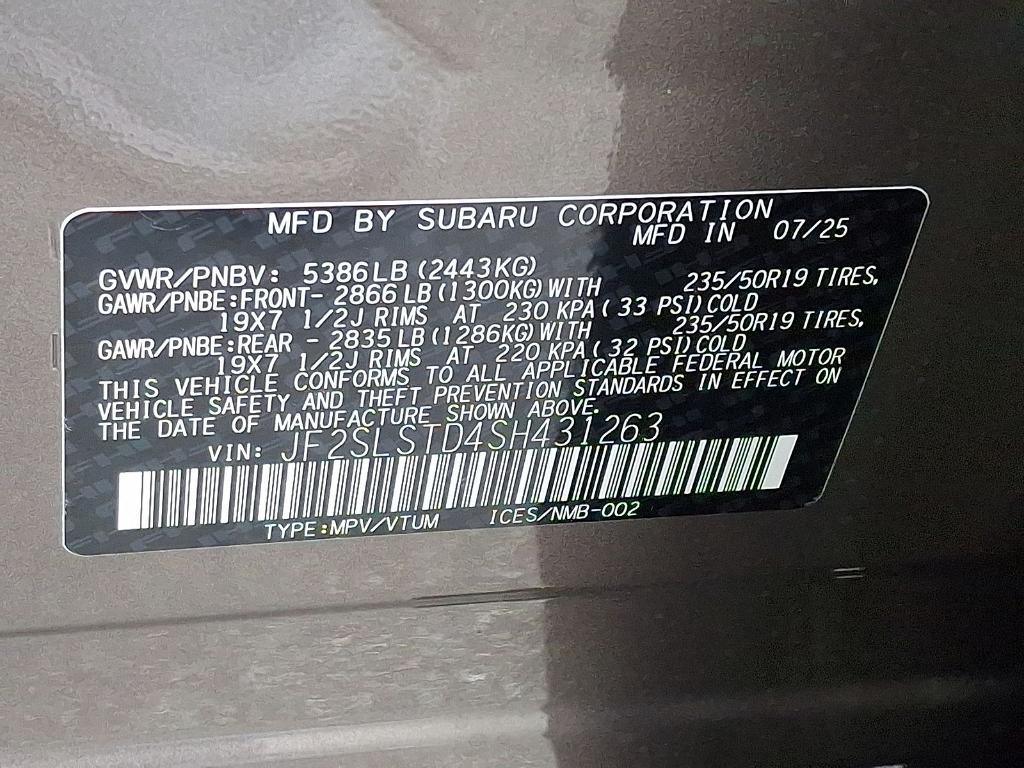 MFD BY SUBARU CORPORATION
MFD IN 07/25
GVWR/PNBV: 5386LB(2443KG)
GAWR/PNBE:FRONT- 2866LB(1300KG)WITH 235/50R19 TIRES,
19X7 1/2J RIMS AT 230 KPA(33 PSI)COLD
GAWR/PNBE:REAR - 2835LB(1286KG)WITH 235/50R19 TIRES,
19X7 1/2J RIMS AT 220 KPA(32 PSI)COLD
THIS VEHICLE CONFORMS TO ALL APPLICABLE FEDERAL MOTOR
VEHICLE SAFETY AND THEFT PREVENTION STANDARDS IN EFFECT ON
THE DATE OF MANUFACTURE SHOWN ABOVE.
VIN: JF2SLSTD4SH431263
TYPE:MPV/VTUM ICES/NMB-002